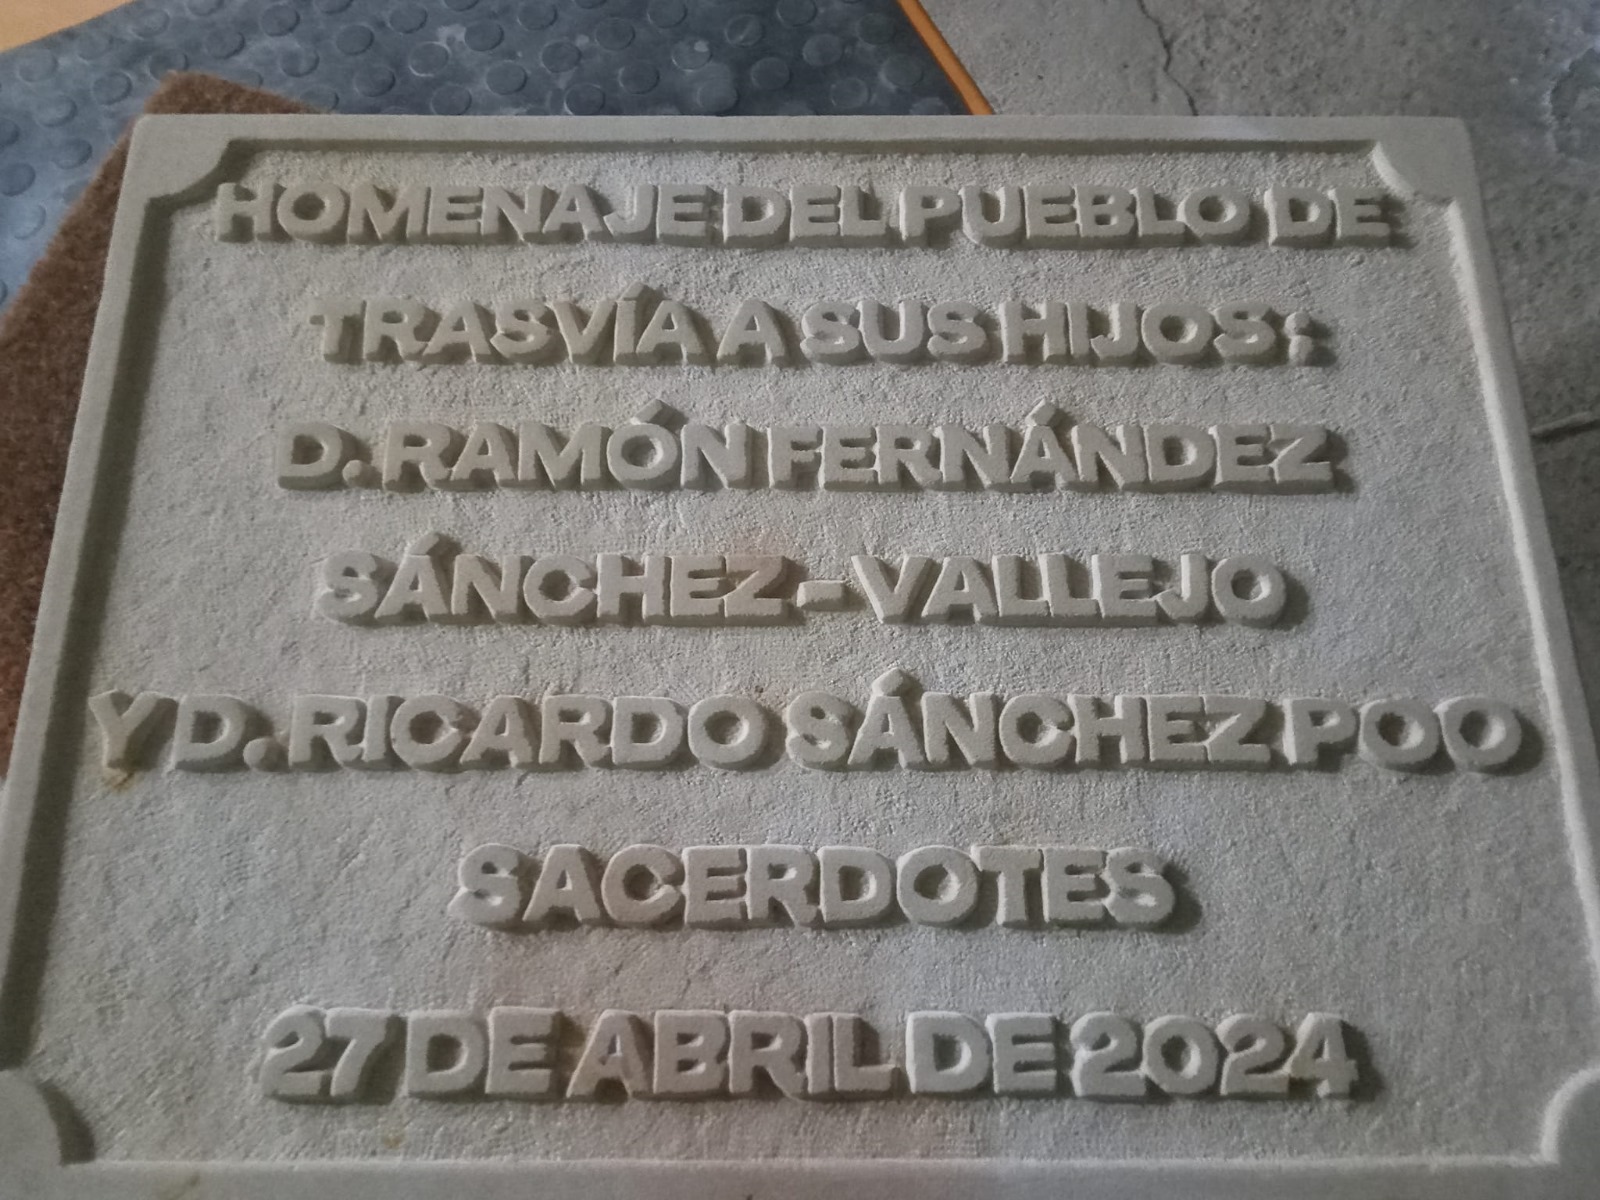 HOMENAJE DEL PUEBLO DE
TRASVÍA A SUS HIJOS:
D. RAMÓN FERNÁNDEZ
SÁNCHEZ-VALLEJO
Y D. RICARDO SÁNCHEZ POO
SACERDOTES
27 DE ABRIL DE 2024